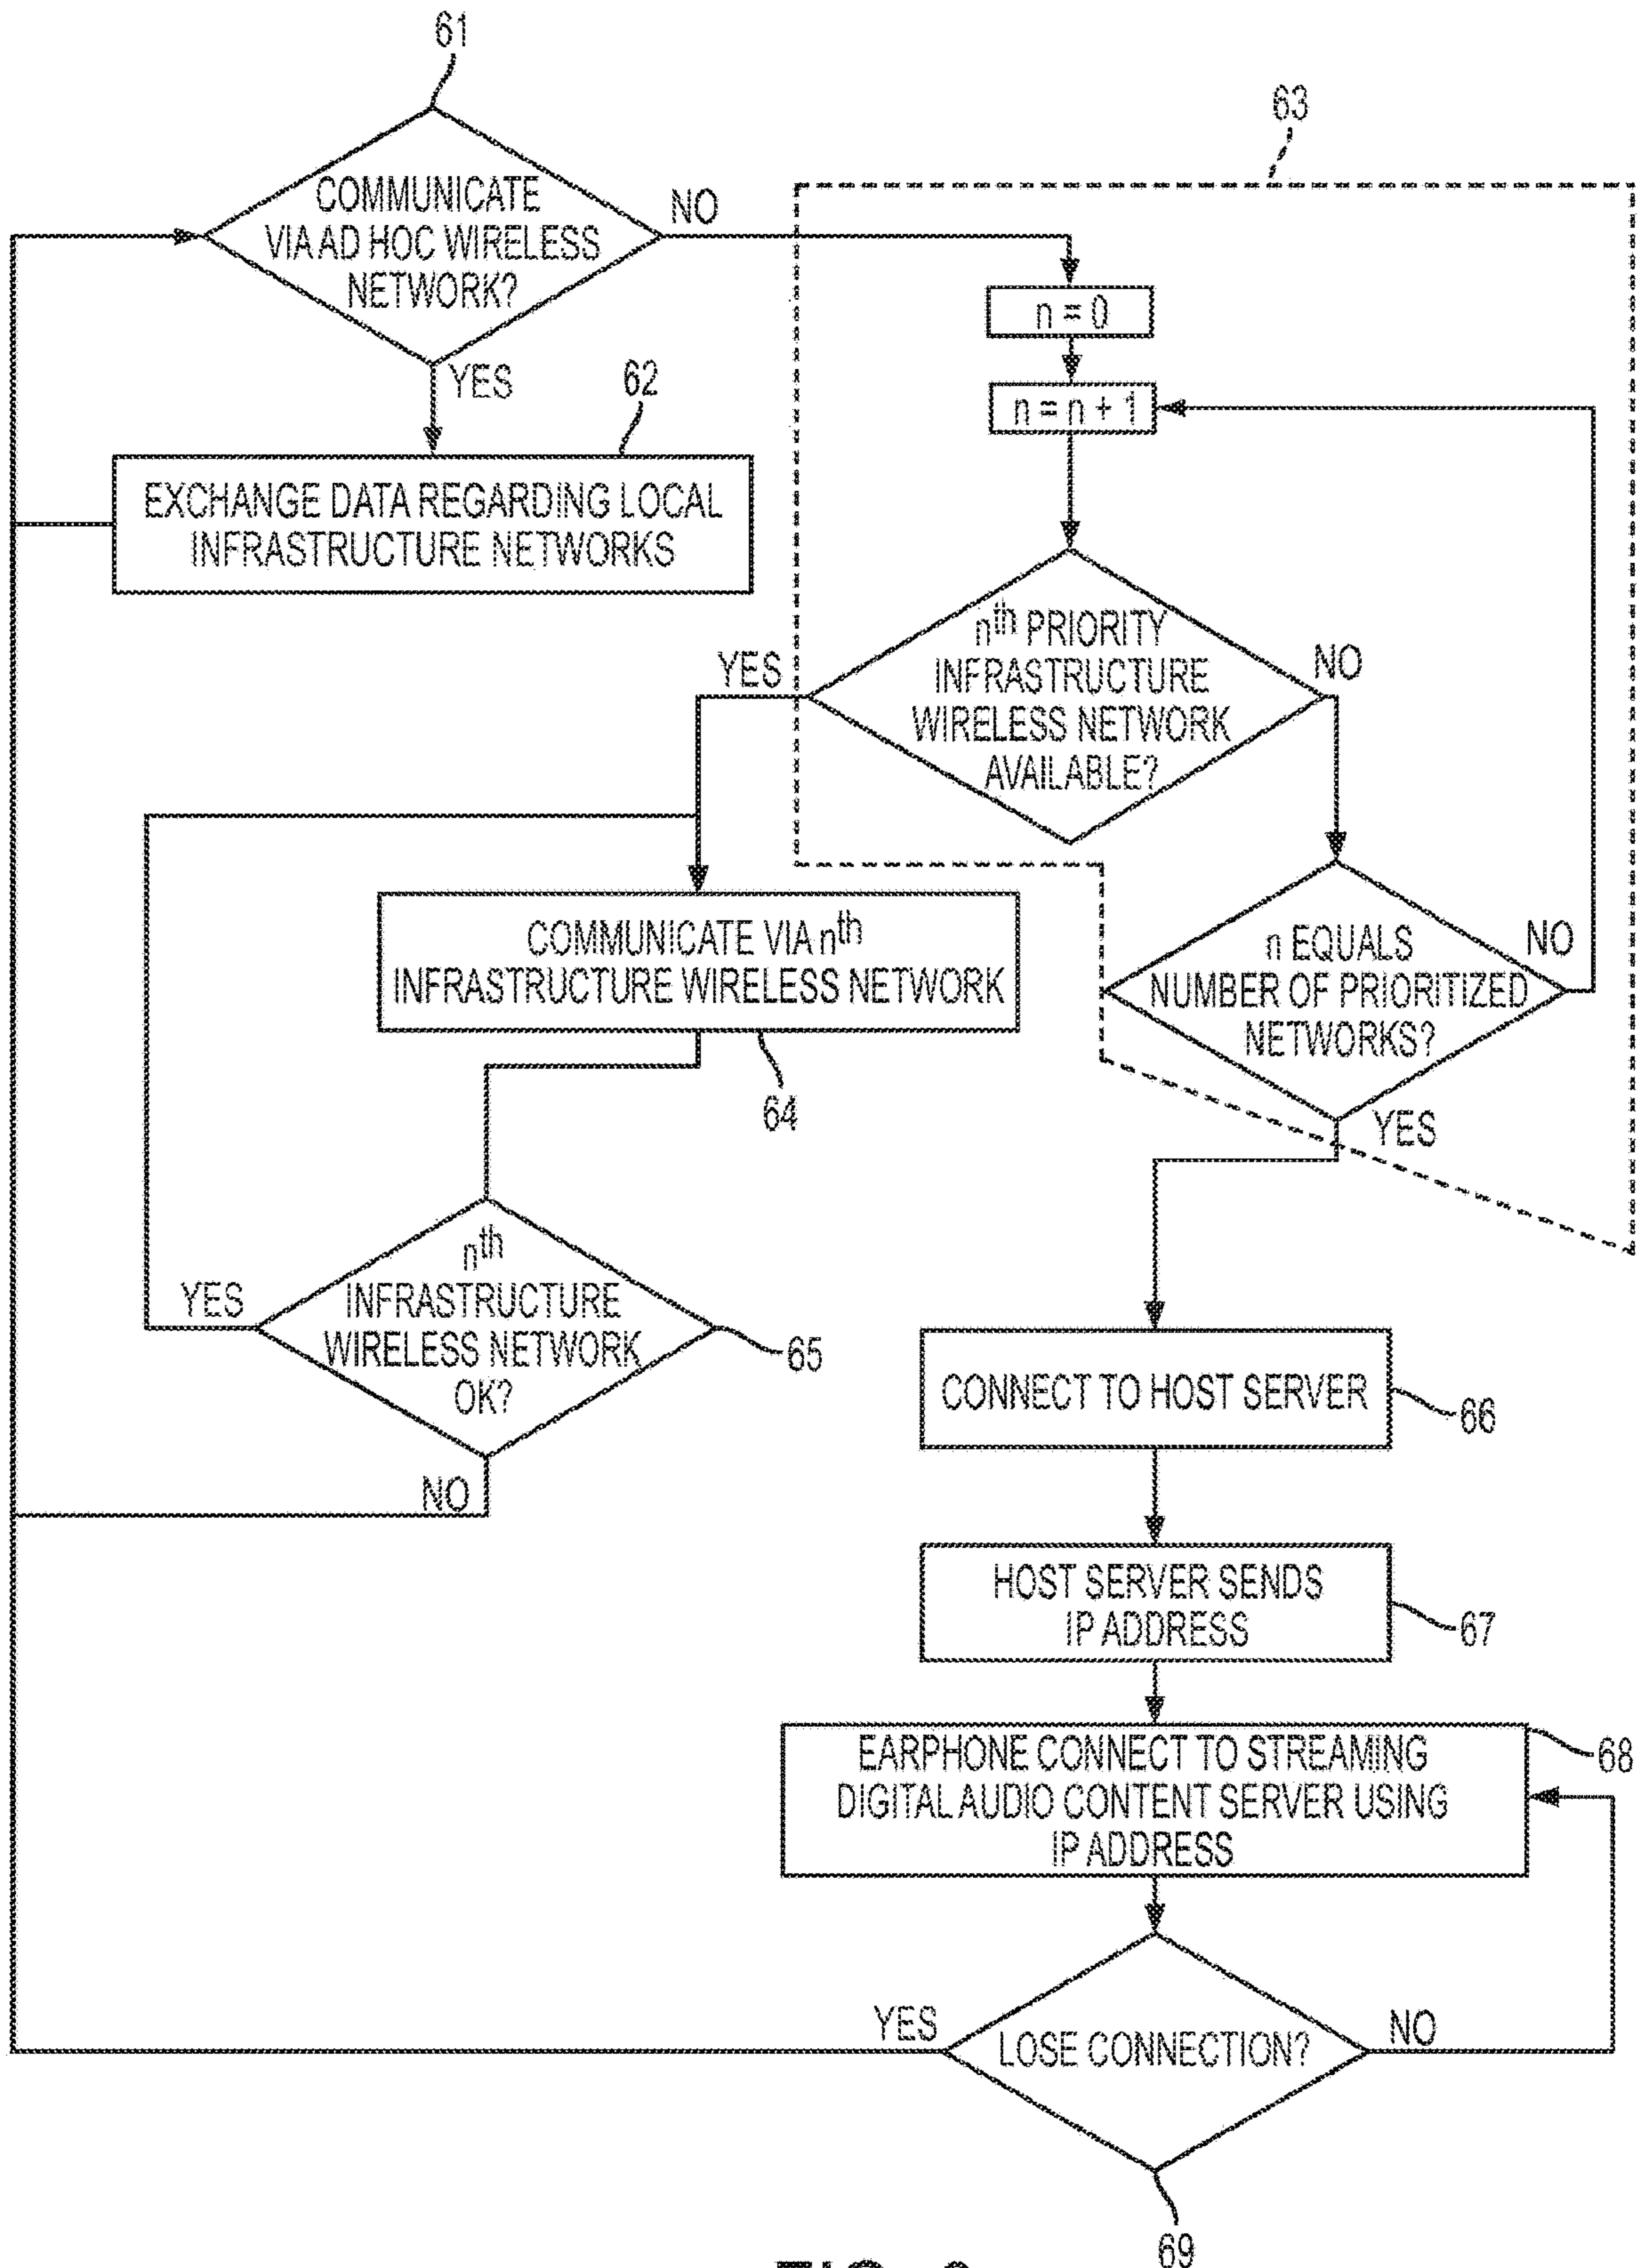 61
COMMUNICATE
VIA AD HOC WIRELESS
NETWORK?
NO
YES
62
EXCHANGE DATA REGARDING LOCAL
INFRASTRUCTURE NETWORKS
63
n = 0
n = n + 1
nth PRIORITY
INFRASTRUCTURE
WIRELESS NETWORK
AVAILABLE?
YES
NO
n EQUALS
NUMBER OF PRIORITIZED
NETWORKS?
NO
YES
COMMUNICATE VIA nth
INFRASTRUCTURE WIRELESS NETWORK
64
nth
INFRASTRUCTURE
WIRELESS NETWORK
OK?
YES
65
NO
CONNECT TO HOST SERVER
66
HOST SERVER SENDS
IP ADDRESS
67
EARPHONE CONNECT TO STREAMING
DIGITAL AUDIO CONTENT SERVER USING
IP ADDRESS
68
LOSE CONNECTION?
YES
NO
69